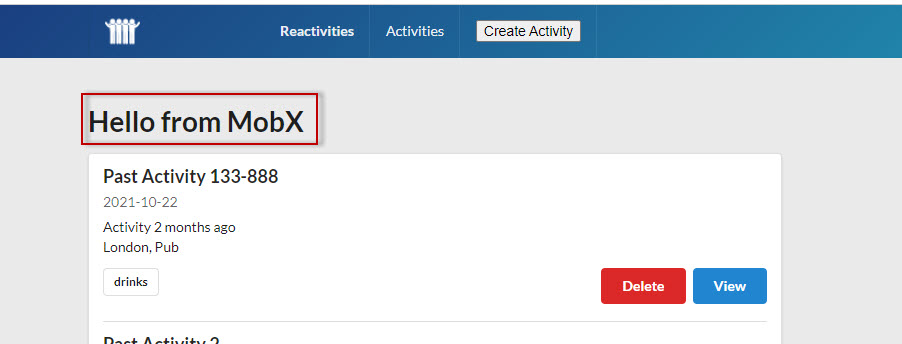 Reactivities Activities Create Activity
Hello from MobX
Past Activity 133-888
2021-10-22
Activity 2 months ago
London, Pub
drinks Delete View
Past Activity 2